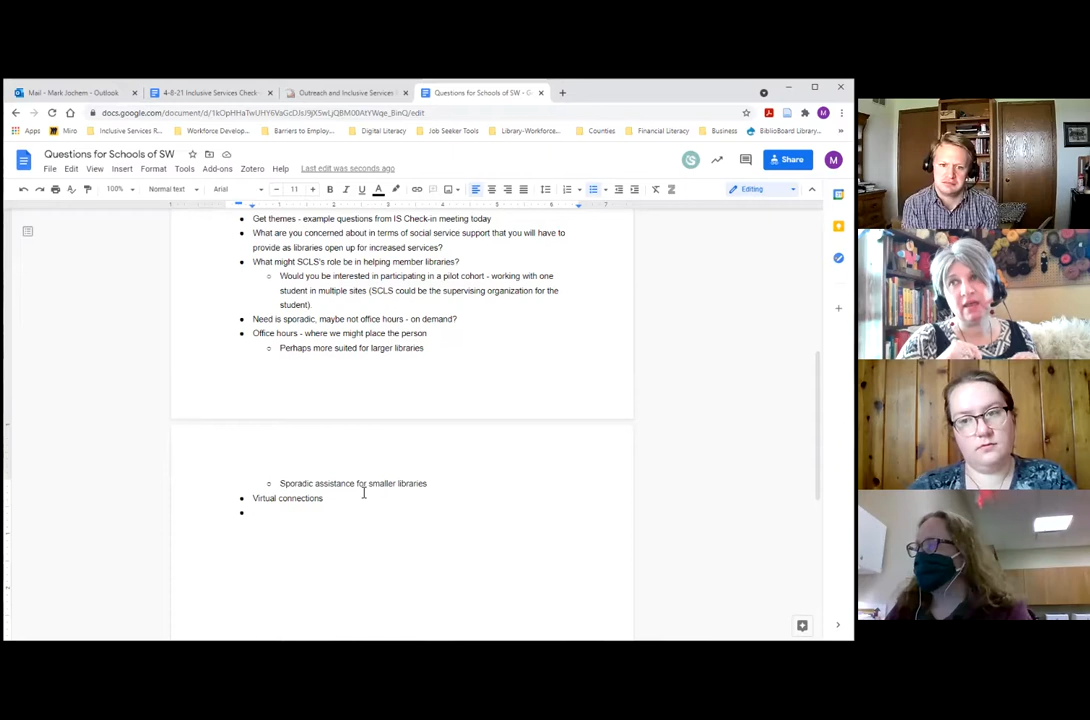 Mail - Mark Jochem - Outlook
4-8-21 Inclusive Services Check-
Outreach and Inclusive Services
Questions for Schools of SW - G
docs.google.com/document/d/
Apps
Miro
Inclusive Services R...
Workforce Develop...
Barriers to Employ...
Digital Literacy
Job Seeker Tools
Library-Workforce...
Counties
Financial Literacy
Business
BiblioBoard Library...
Questions for Schools of SW
Share
M
File Edit View Insert Format Tools Add-ons Zotero Help Last edit was seconds ago
100% Normal text Arial 11 Editing
Get themes - example questions from IS Check-in meeting today
What are you concerned about in terms of social service support that you will have to
provide as libraries open up for increased services?
What might SCLS's role be in helping member libraries?
Would you be interested in participating in a pilot cohort - working with one
student in multiple sites (SCLS could be the supervising organization for the
student).
Need is sporadic, maybe not office hours - on demand?
Office hours - where we might place the person
Perhaps more suited for larger libraries
Sporadic assistance for smaller libraries
Virtual connections